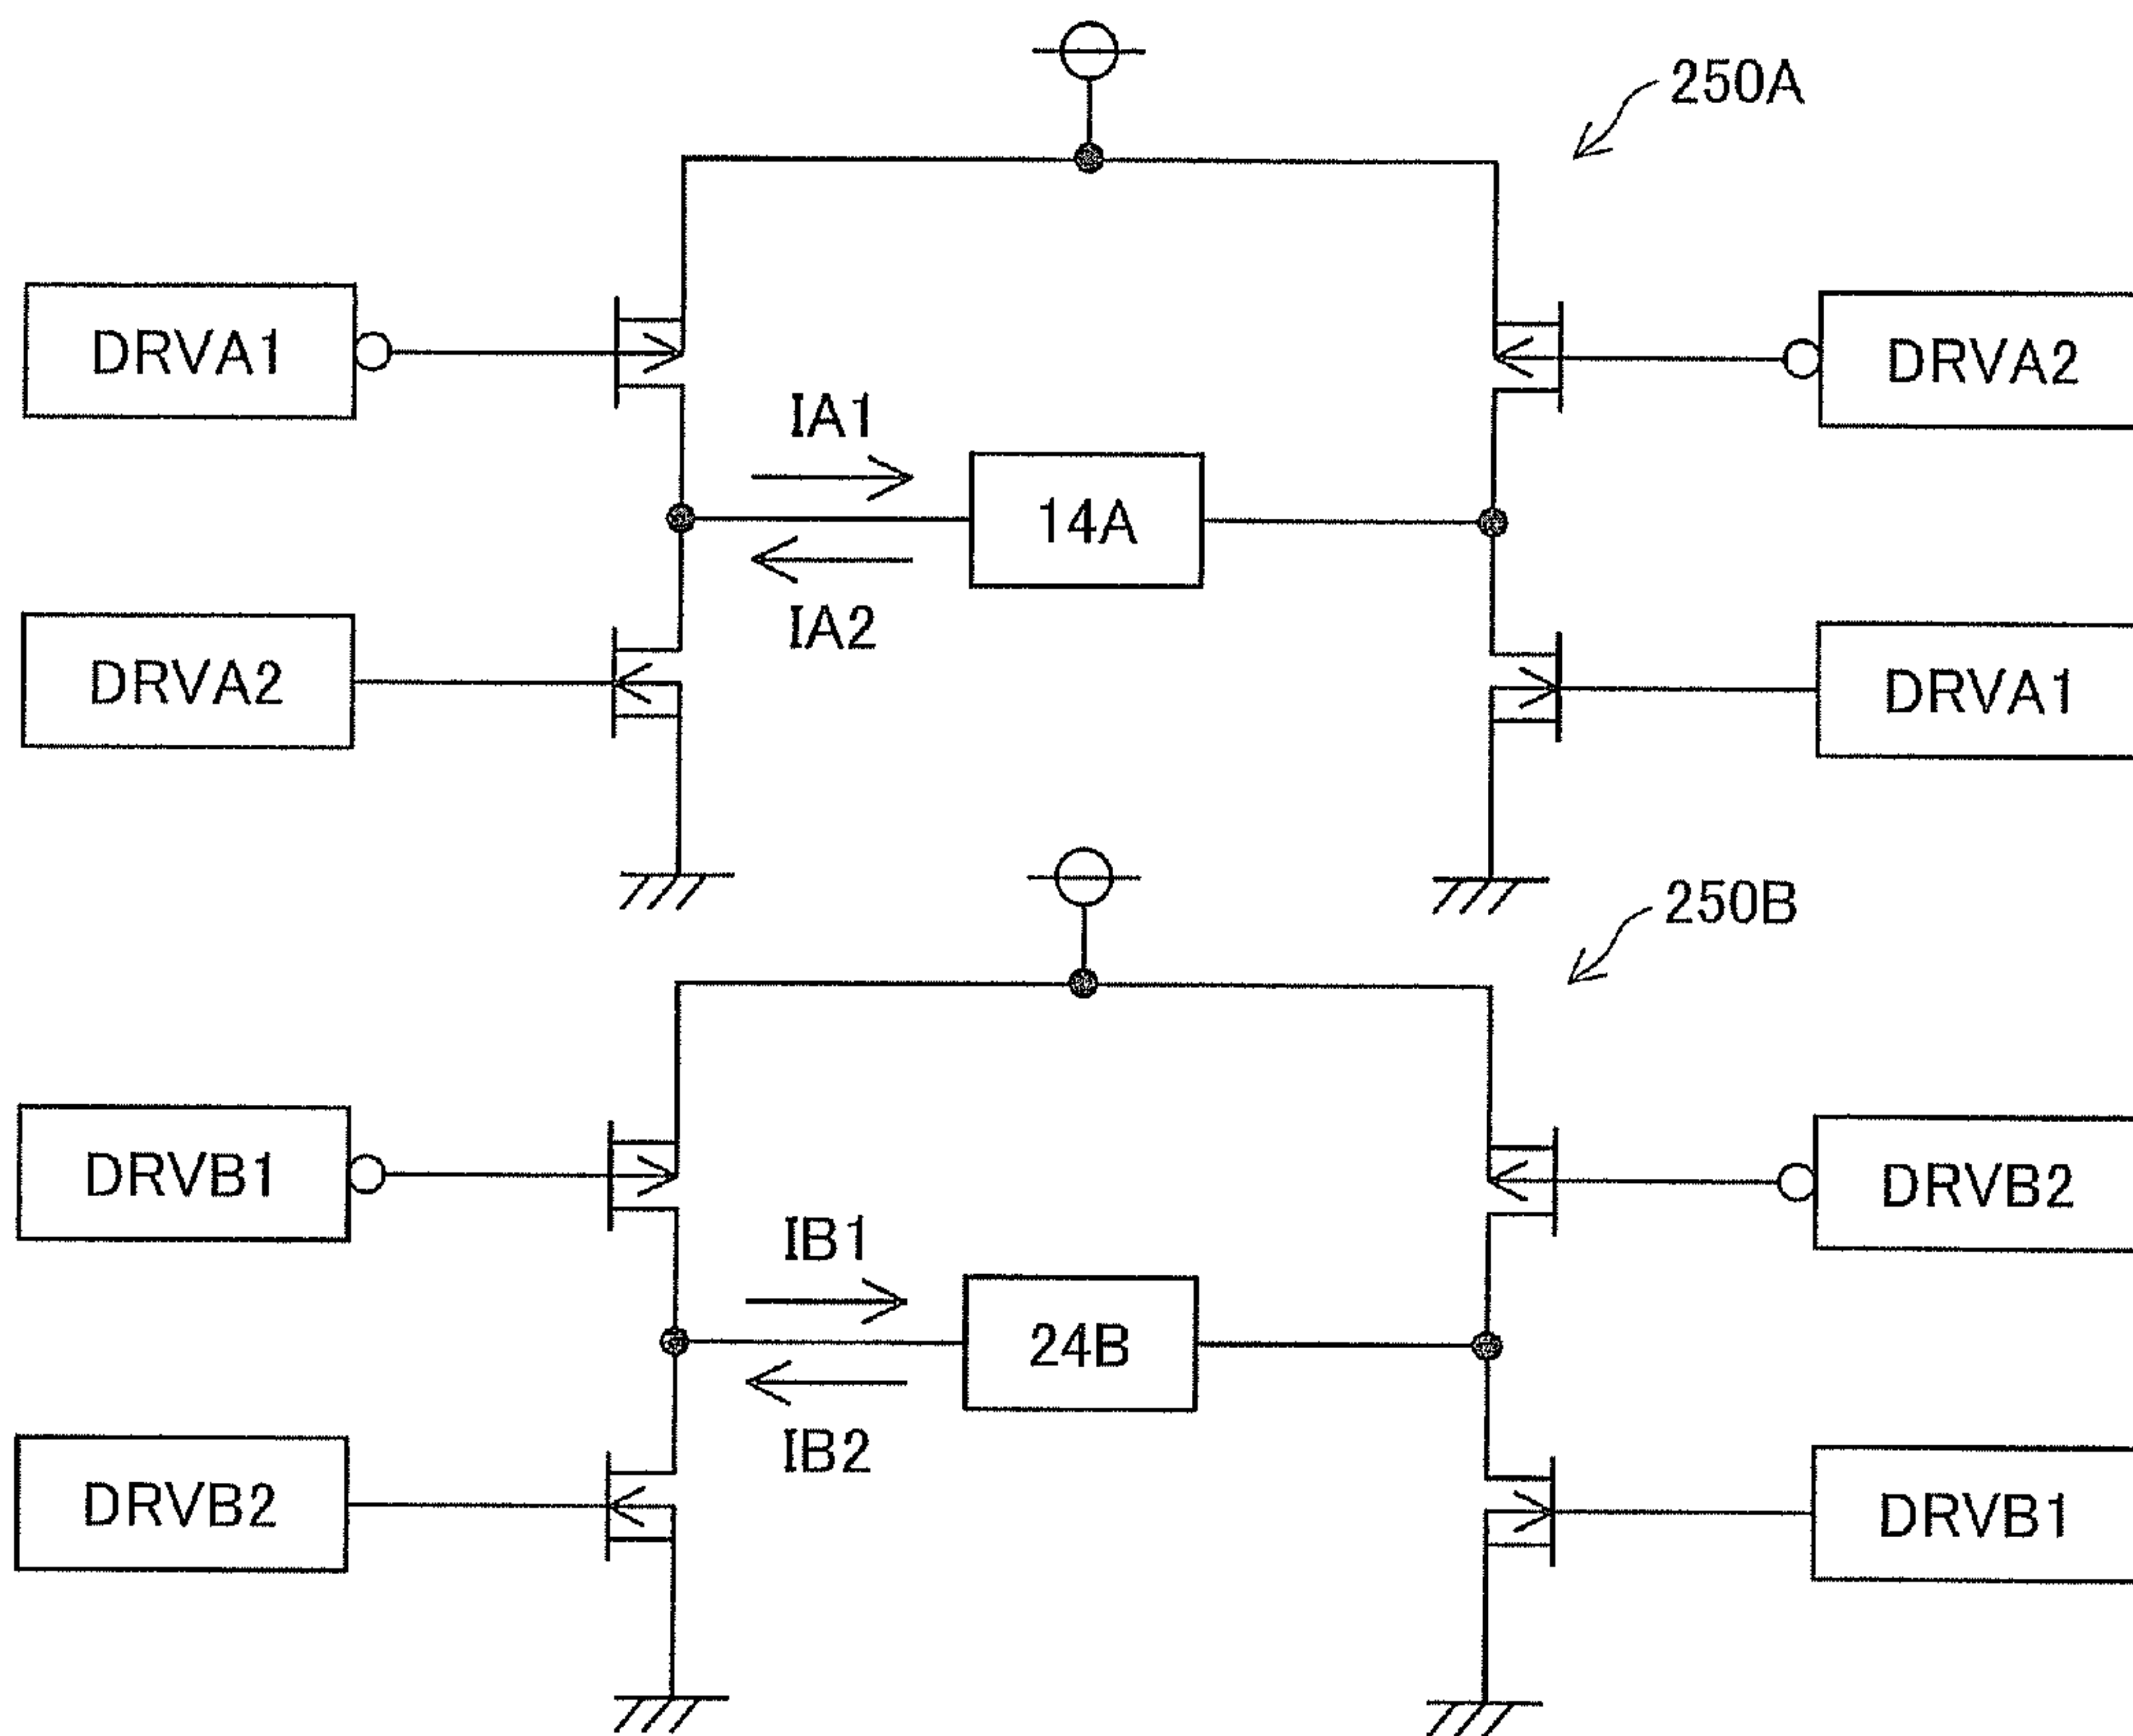 250A
DRVA1
DRVA2
IA1
14A
IA2
DRVA2
DRVA1
250B
DRVB1
DRVB2
IB1
24B
IB2
DRVB2
DRVB1